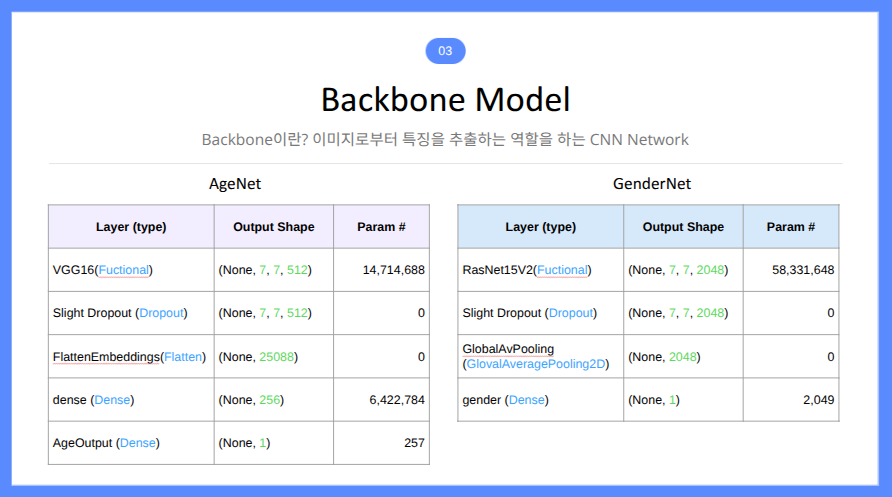 03
Backbone Model
Backbone이란? 이미지로부터 특징을 추출하는 역할을 하는 CNN Network
AgeNet
Layer (type) Output Shape Param #
VGG16(Fuctional) (None, 7, 7, 512) 14,714,688
Slight Dropout (Dropout) (None, 7, 7, 512) 0
FlattenEmbeddings(Flatten) (None, 25088) 0
dense (Dense) (None, 256) 6,422,784
AgeOutput (Dense) (None, 1) 257
GenderNet
Layer (type) Output Shape Param #
RasNet15V2(Fuctional) (None, 7, 7, 2048) 58,331,648
Slight Dropout (Dropout) (None, 7, 7, 2048) 0
GlobalAvPooling
(GlovalAveragePooling2D) (None, 2048) 0
gender (Dense) (None, 1) 2,049